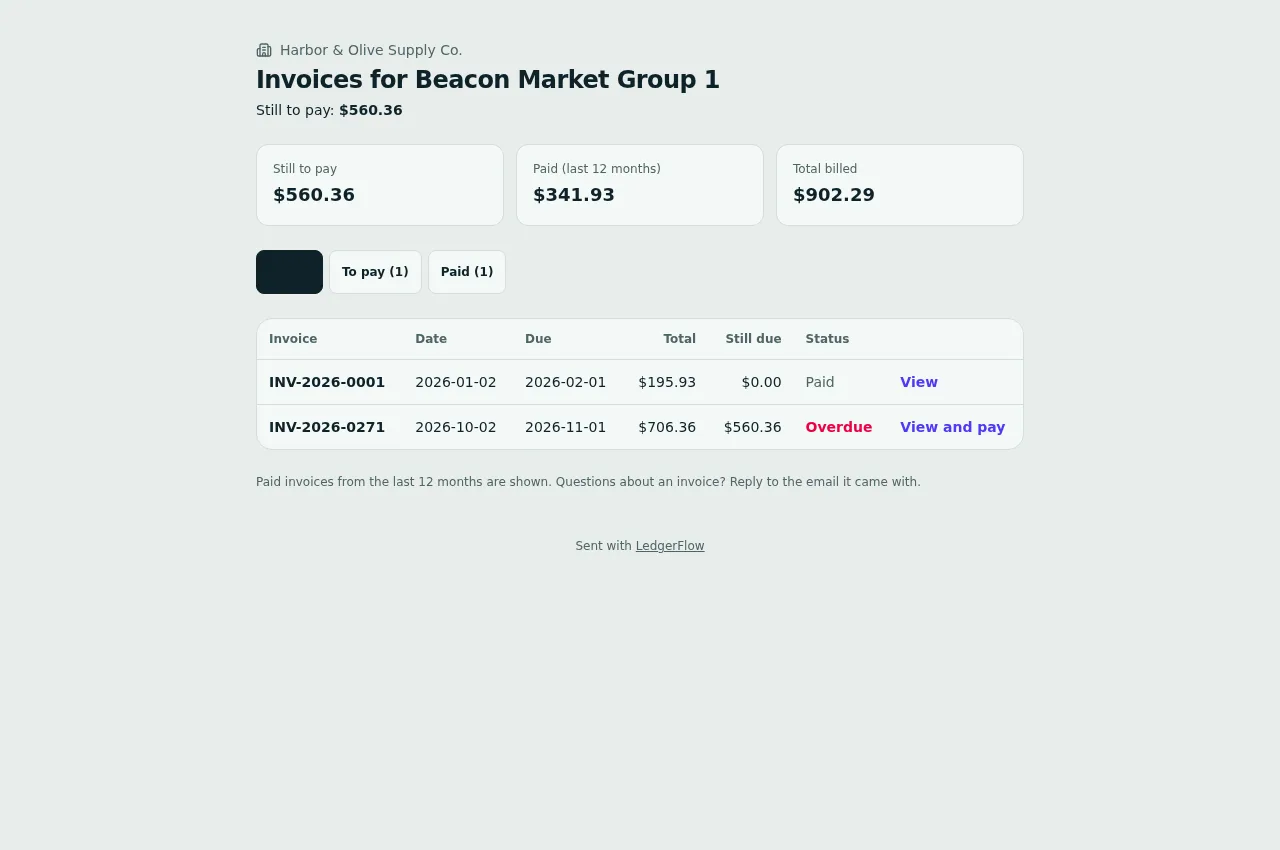 Harbor & Olive Supply Co.
Invoices for Beacon Market Group 1
Still to pay: $560.36
Still to pay Paid (last 12 months) Total billed
$560.36 $341.93 $902.29
To pay (1) Paid (1)
Invoice Date Due Total Still due Status
INV-2026-0001 2026-01-02 2026-02-01 $195.93 $0.00 Paid View
INV-2026-0271 2026-10-02 2026-11-01 $706.36 $560.36 Overdue View and pay
Paid invoices from the last 12 months are shown. Questions about an invoice? Reply to the email it came with.
Sent with LedgerFlow